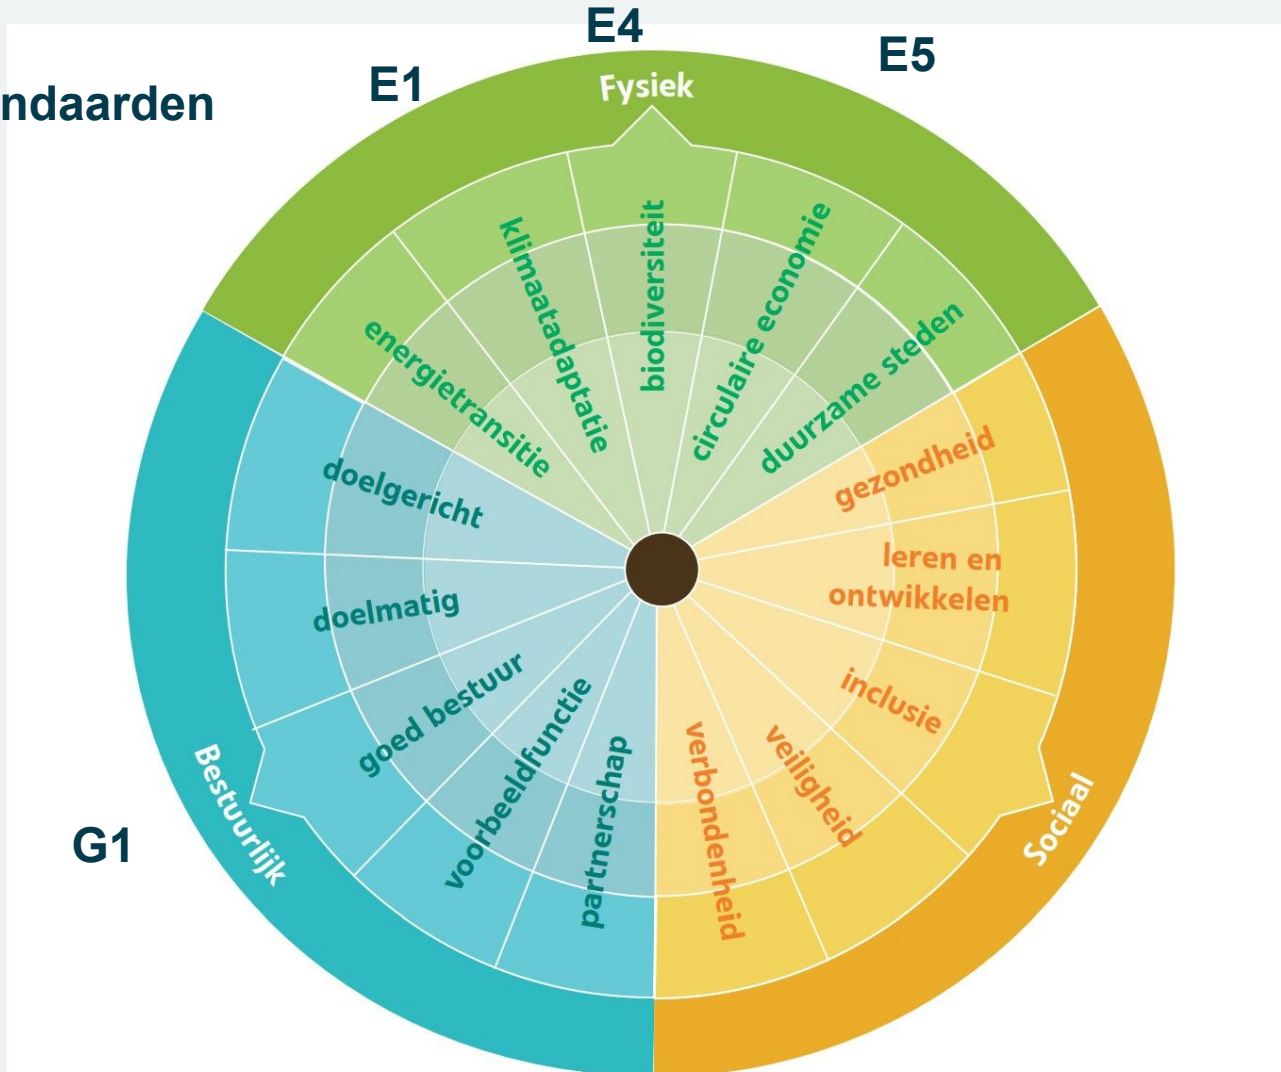 E4
E5
E1
ndaarden
Fysiek
energietransitie
klimaatadaptatie
biodiversiteit
circulaire economie
duurzame steden
gezondheid
leren en
ontwikkelen
inclusie
veiligheid
verbondenheid
Sociaal
doelgericht
doelmatig
goed bestuur
voorbeeldfunctie
partnerschap
Bestuurlijk
G1